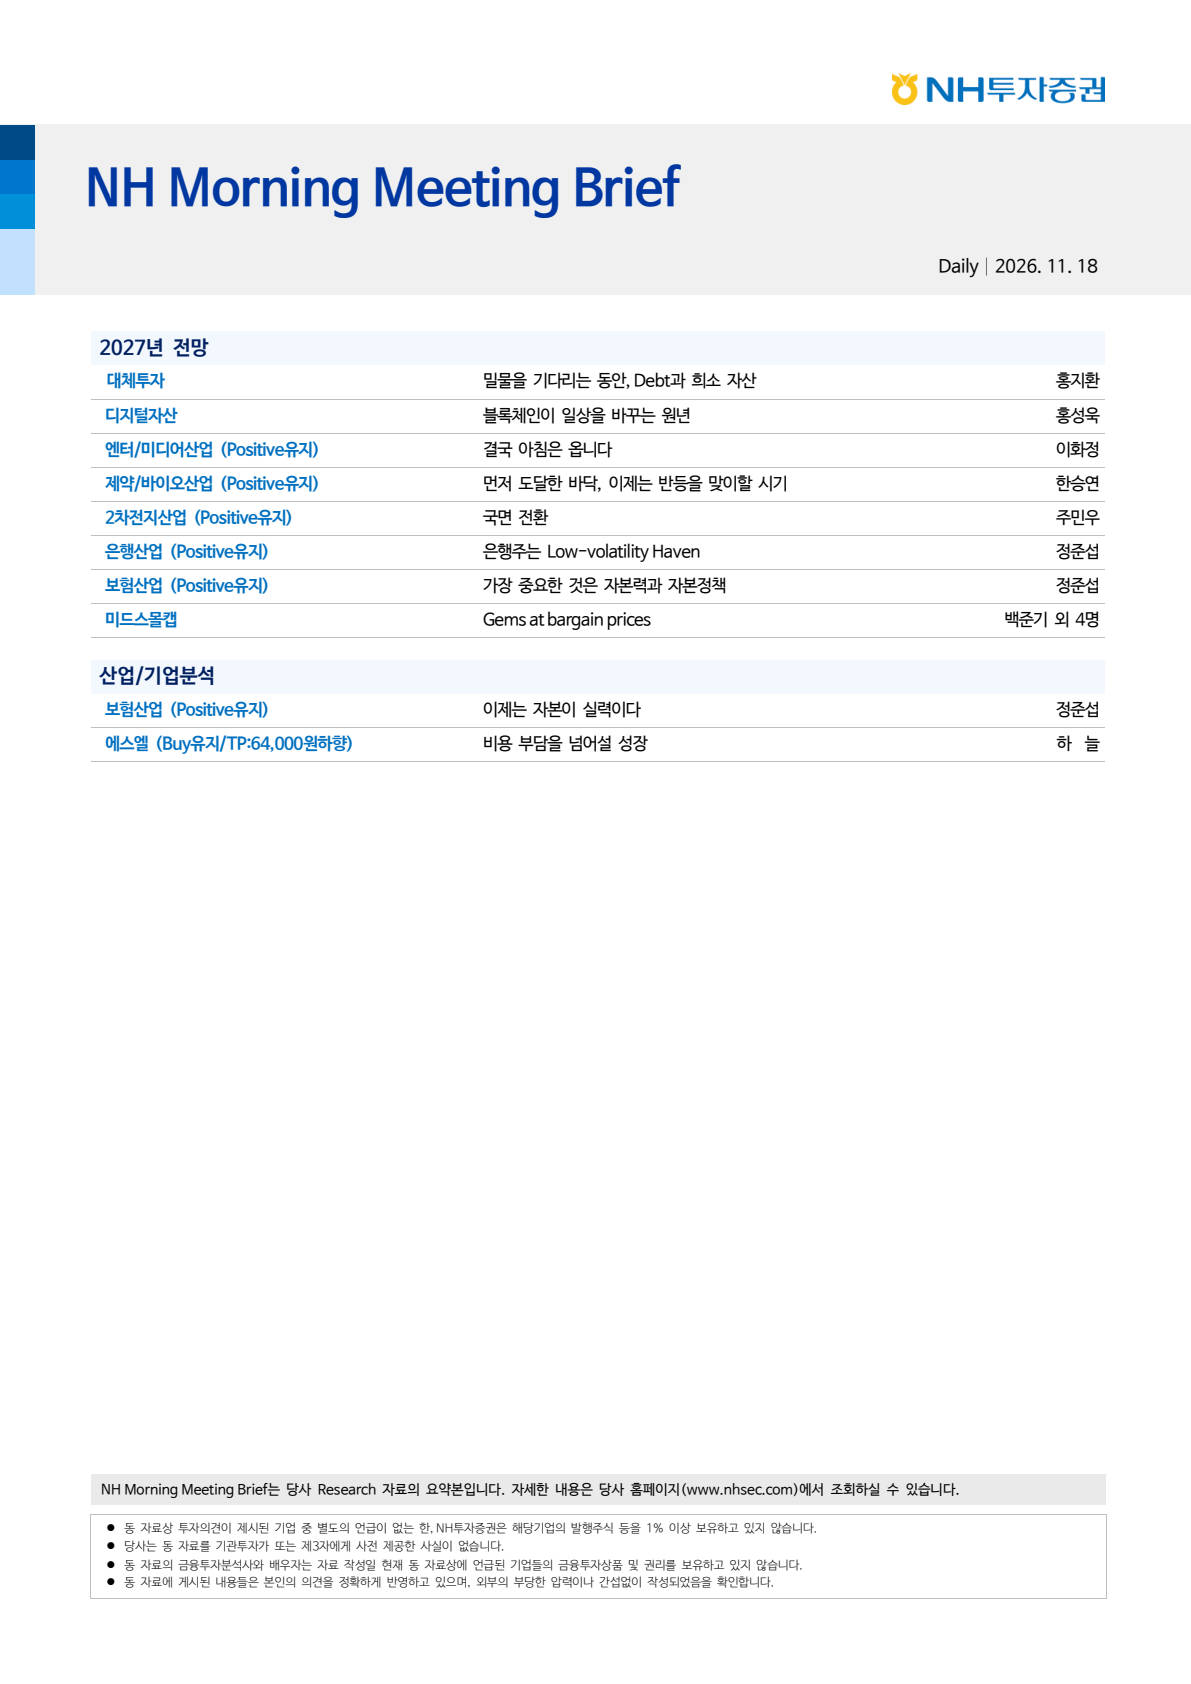 NH투자증권
NH Morning Meeting Brief
Daily | 2026. 11. 18
2027년 전망
대체투자 밀물을 기다리는 동안, Debt과 희소 자산 홍지환
디지털자산 블록체인이 일상을 바꾸는 원년 홍성욱
엔터/미디어산업 (Positive유지) 결국 아침은 옵니다 이화정
제약/바이오산업 (Positive유지) 먼저 도달한 바닥, 이제는 반등을 맞이할 시기 한승연
2차전지산업 (Positive유지) 국면 전환 주민우
은행산업 (Positive유지) 은행주는 Low-volatility Haven 정준섭
보험산업 (Positive유지) 가장 중요한 것은 자본력과 자본정책 정준섭
미드스몰캡 Gems at bargain prices 백준기 외 4명
산업/기업분석
보험산업 (Positive유지) 이제는 자본이 실력이다 정준섭
에스엘 (Buy유지/TP:64,000원하향) 비용 부담을 넘어설 성장 하 늘
NH Morning Meeting Brief는 당사 Research 자료의 요약본입니다. 자세한 내용은 당사 홈페이지(www.nhsec.com)에서 조회하실 수 있습니다.
● 동 자료상 투자의견이 제시된 기업 중 별도의 언급이 없는 한, NH투자증권은 해당기업의 발행주식 등을 1% 이상 보유하고 있지 않습니다.
● 당사는 동 자료를 기관투자가 또는 제3자에게 사전 제공한 사실이 없습니다.
● 동 자료의 금융투자분석사와 배우자는 자료 작성일 현재 동 자료상에 언급된 기업들의 금융투자상품 및 권리를 보유하고 있지 않습니다.
● 동 자료에 게시된 내용들은 본인의 의견을 정확하게 반영하고 있으며, 외부의 부당한 압력이나 간섭없이 작성되었음을 확인합니다.